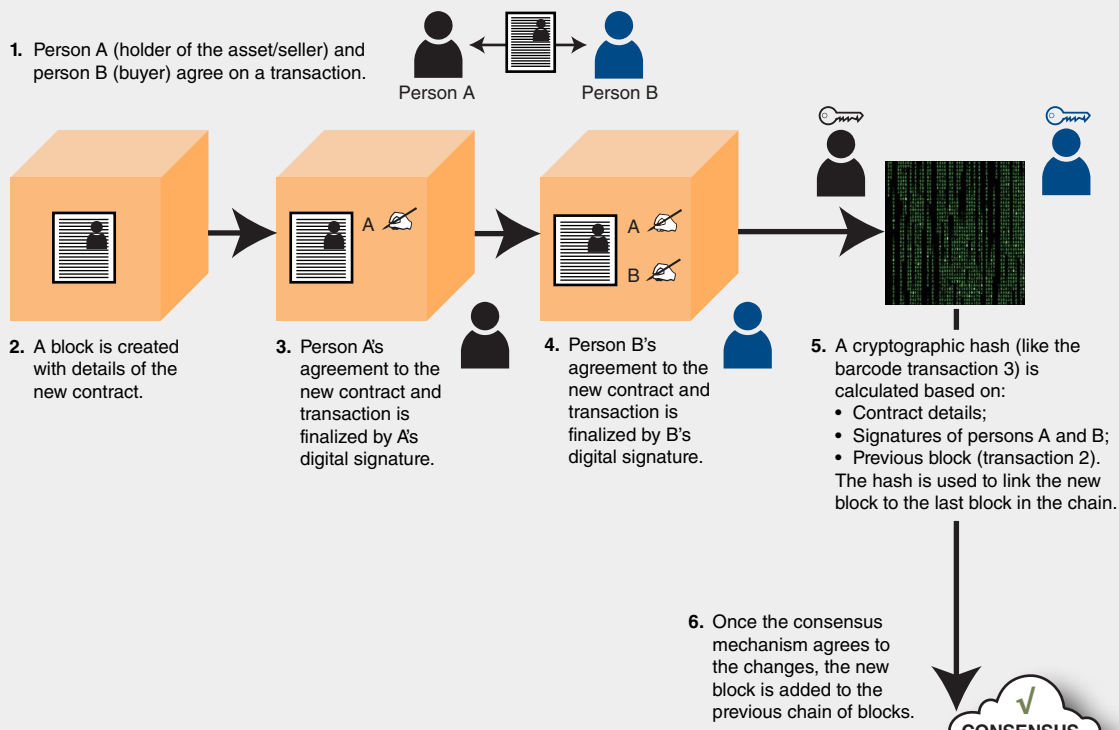 1. Person A (holder of the asset/seller) and
person B (buyer) agree on a transaction.
Person A
Person B
A
A
B
2. A block is created
with details of the
new contract.
3. Person A's
agreement to the
new contract and
transaction is
finalized by A's
digital signature.
4. Person B's
agreement to the
new contract and
transaction is
finalized by B's
digital signature.
5. A cryptographic hash (like the
barcode transaction 3) is
calculated based on:
• Contract details;
• Signatures of persons A and B;
• Previous block (transaction 2).
The hash is used to link the new
block to the last block in the chain.
6. Once the consensus
mechanism agrees to
the changes, the new
block is added to the
previous chain of blocks.
√
CONSENSUS